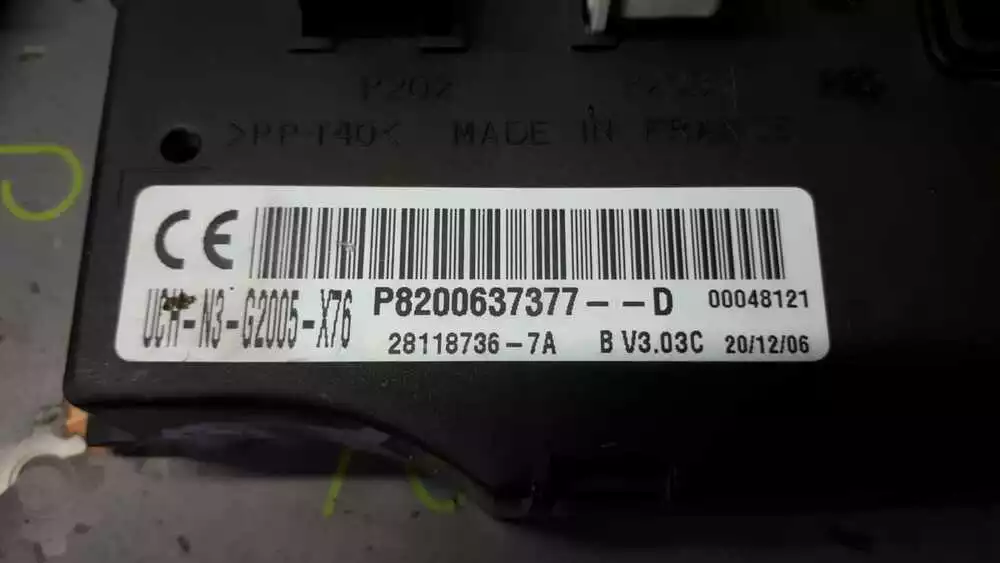 P202
>PP-T40< MADE IN FRANCE
CE
UCH-N3-G2005-X76 P8200637377--D 00048121
28118736-7A B V3.03C 20/12/06